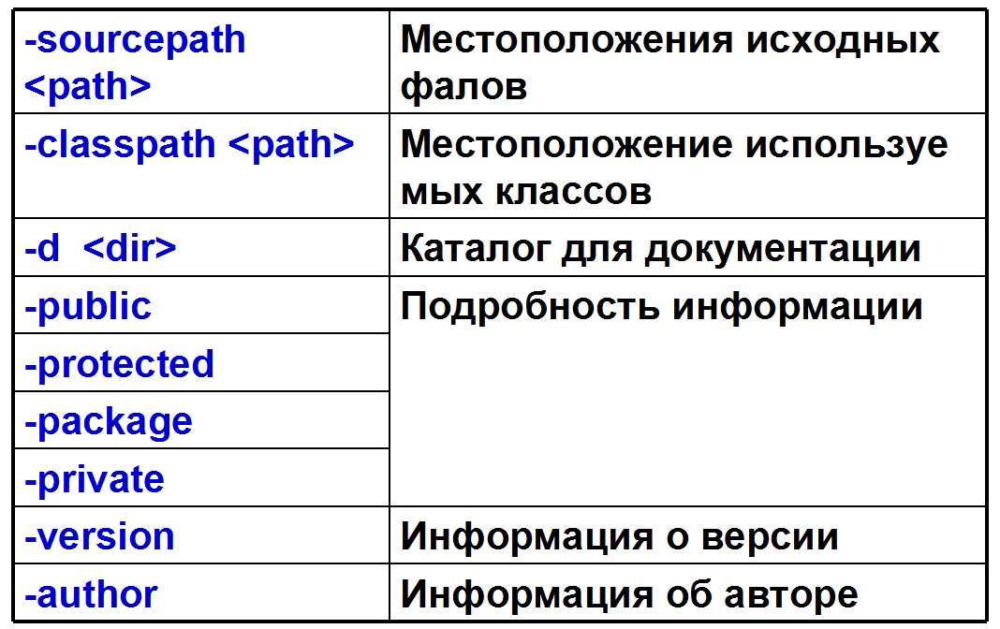 -sourcepath
<path>
Местоположения исходных
фалов
-classpath <path>
Местоположение используе
мых классов
-d  <dir>
Каталог для документации
-public
Подробность информации
-protected
-package
-private
-version
Информация о версии
-author
Информация об авторе